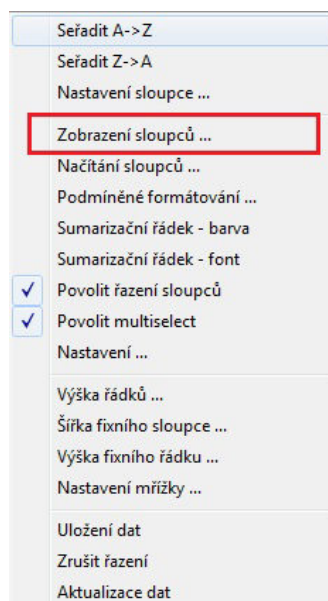 Seřadit A->Z
Seřadit Z->A
Nastavení sloupce ...
Zobrazení sloupců ...
Načítání sloupců ...
Podmíněné formátování ...
Sumarizační řádek - barva
Sumarizační řádek - font
Povolit řazení sloupců
Povolit multiselect
Nastavení ...
Výška řádků ...
Šířka fixního sloupce ...
Výška fixního řádku ...
Nastavení mřížky ...
Uložení dat
Zrušit řazení
Aktualizace dat